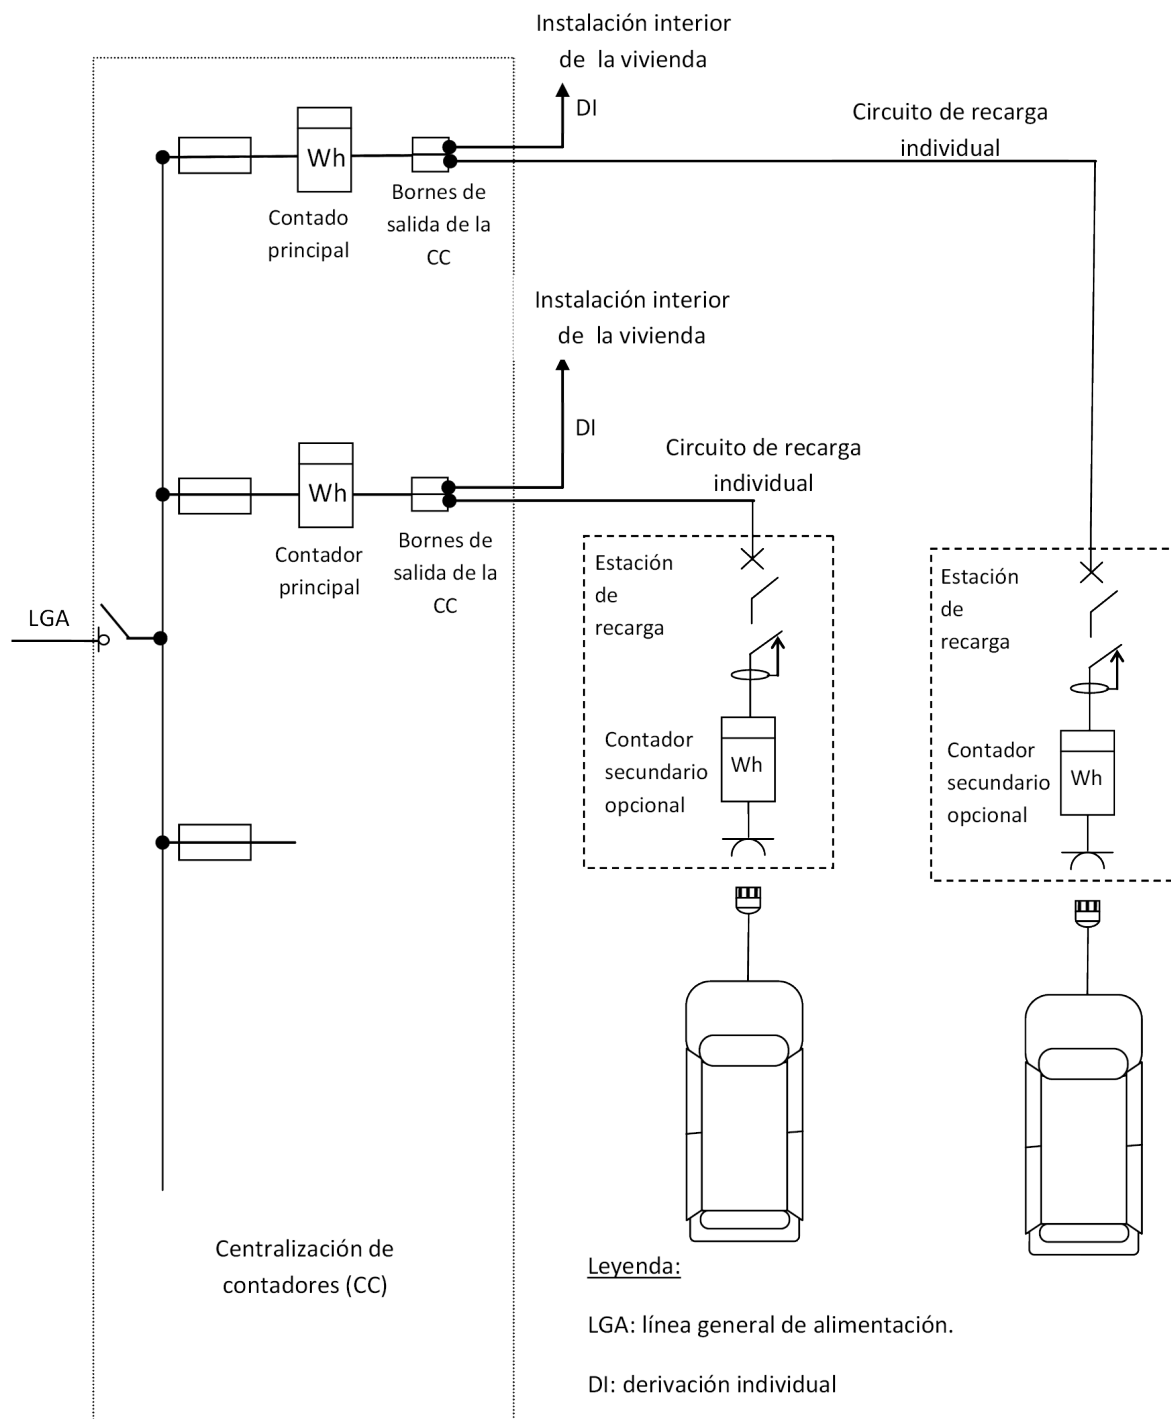 Instalación interior
de la vivienda
DI
Circuito de recarga
individual
Wh
Contado
principal
Bornes de
salida de la
CC
Instalación interior
de la vivienda
DI
Circuito de recarga
individual
Wh
Contador
principal
Bornes de
salida de la
CC
LGA
Estación
de
recarga
Contador
secundario
opcional
Wh
Estación
de
recarga
Contador
secundario
opcional
Wh
Centralización de
contadores (CC)
Leyenda:
LGA: línea general de alimentación.
DI: derivación individual